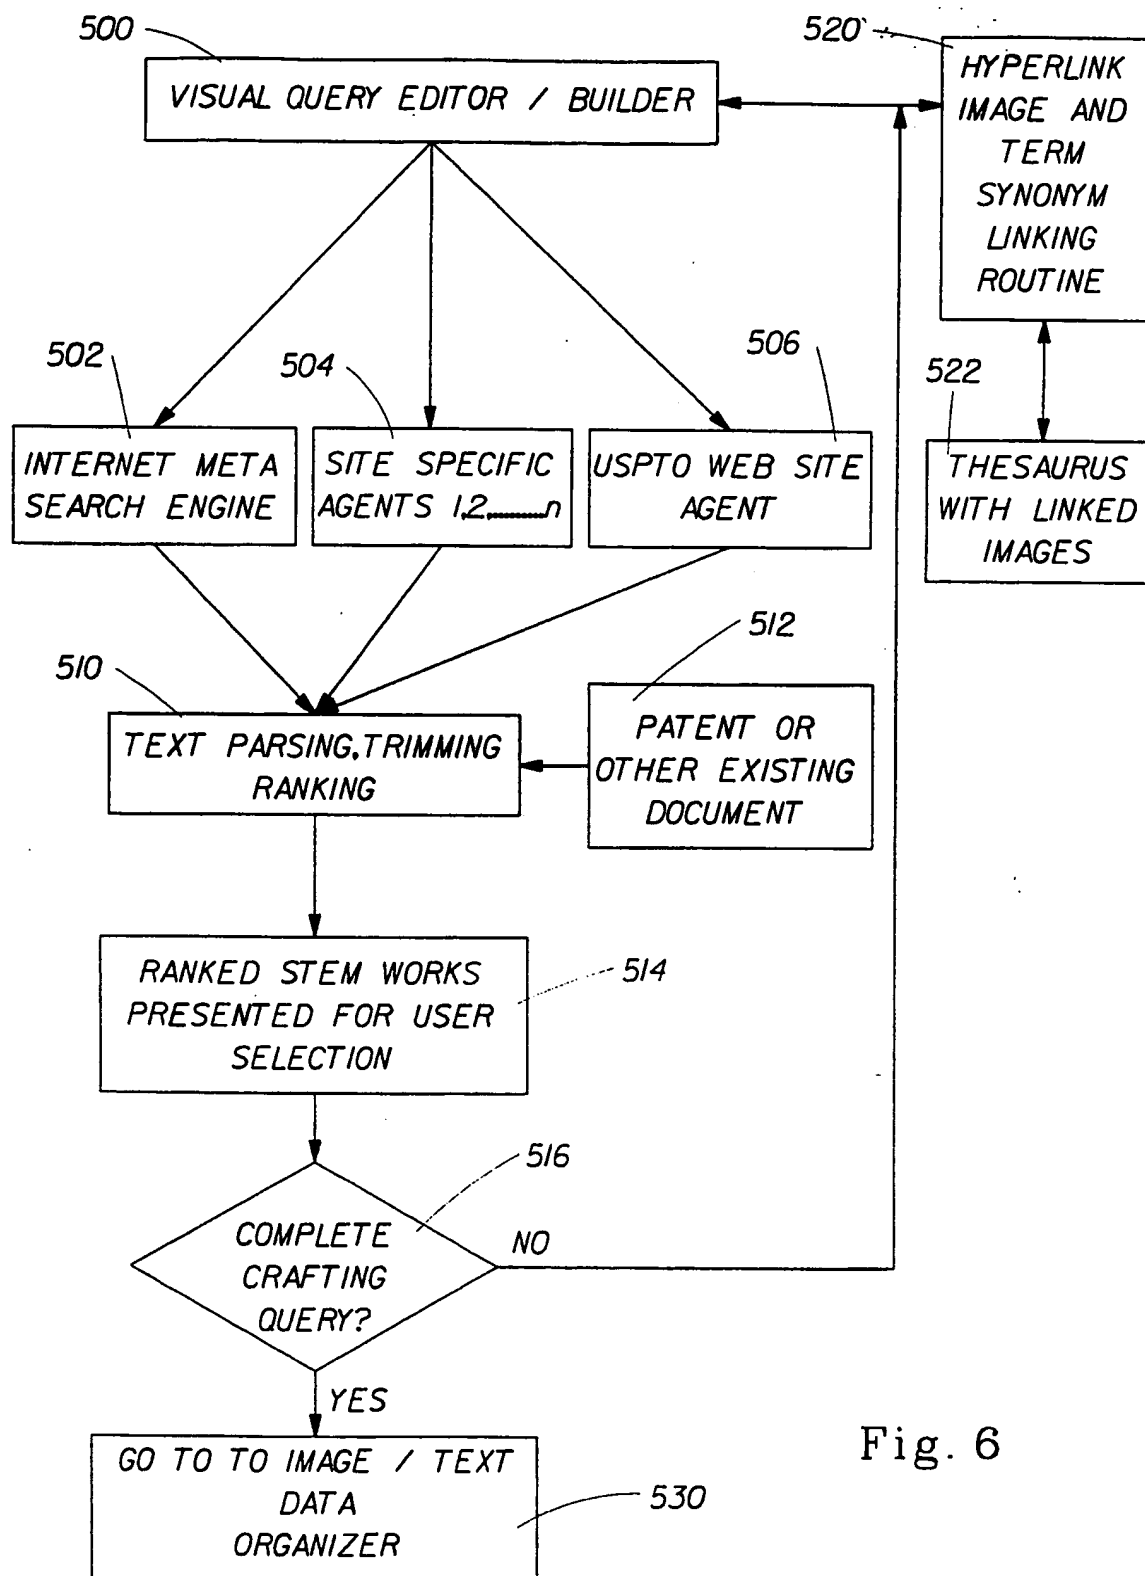 500
VISUAL QUERY EDITOR / BUILDER
520
HYPERLINK
IMAGE AND
TERM
SYNONYM
LINKING
ROUTINE
502
INTERNET META
SEARCH ENGINE
504
SITE SPECIFIC
AGENTS 1,2,..........n
506
USPTO WEB SITE
AGENT
522
THESAURUS
WITH LINKED
IMAGES
510
TEXT PARSING,TRIMMING
RANKING
512
PATENT OR
OTHER EXISTING
DOCUMENT
RANKED STEM WORKS
PRESENTED FOR USER
SELECTION
514
516
COMPLETE
CRAFTING
QUERY?
NO
YES
GO TO TO IMAGE / TEXT
DATA
ORGANIZER
530
Fig. 6